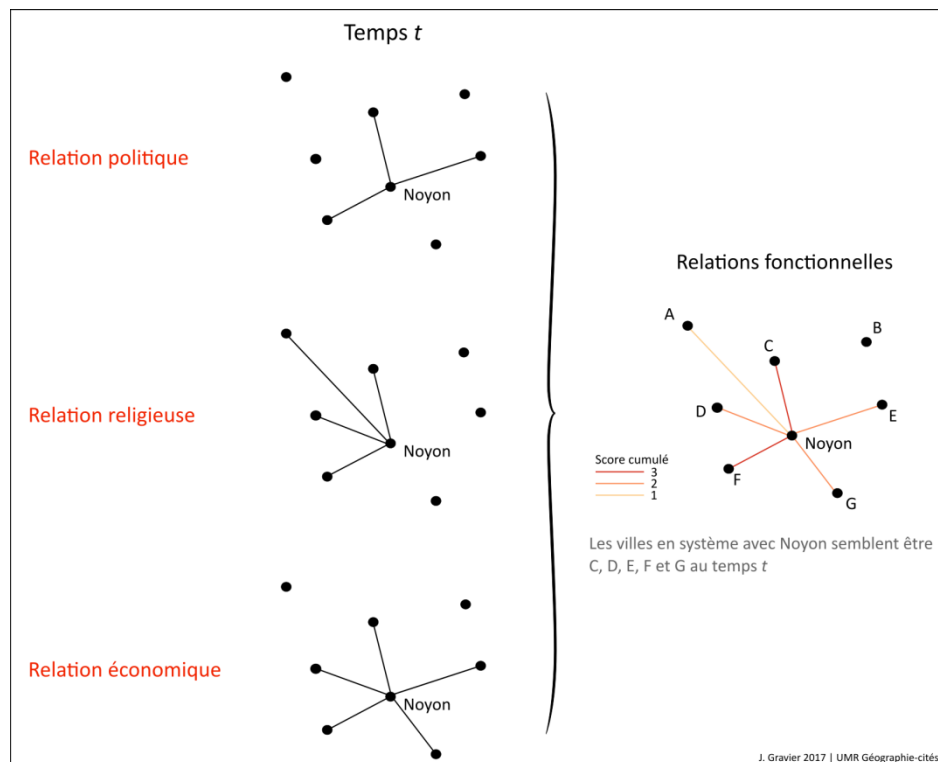 Temps t
Relation politique
Noyon
Relation religieuse
Noyon
Relation économique
Noyon
Relations fonctionnelles
A
B
C
D
E
Noyon
F
G
Score cumulé
3
2
1
Les villes en système avec Noyon semblent être
C, D, E, F et G au temps t
J. Gravier 2017 | UMR Géographie-cités